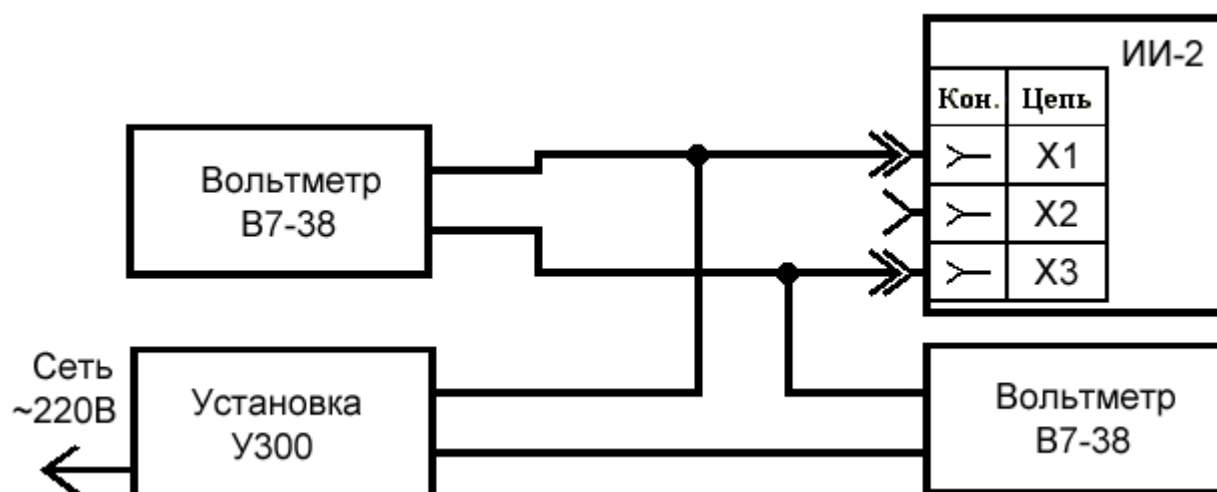 ИИ-2
Кон. Цепь
X1
X2
X3
Вольтметр
В7-38
Сеть
~220В
Установка
У300
Вольтметр
В7-38